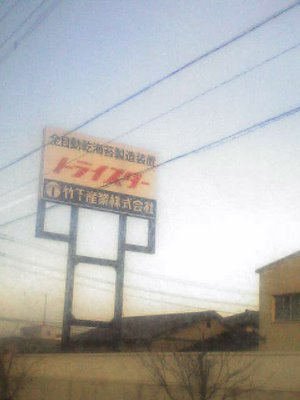 全自動乾海苔製造装置
トライスター
竹下産業株式会社